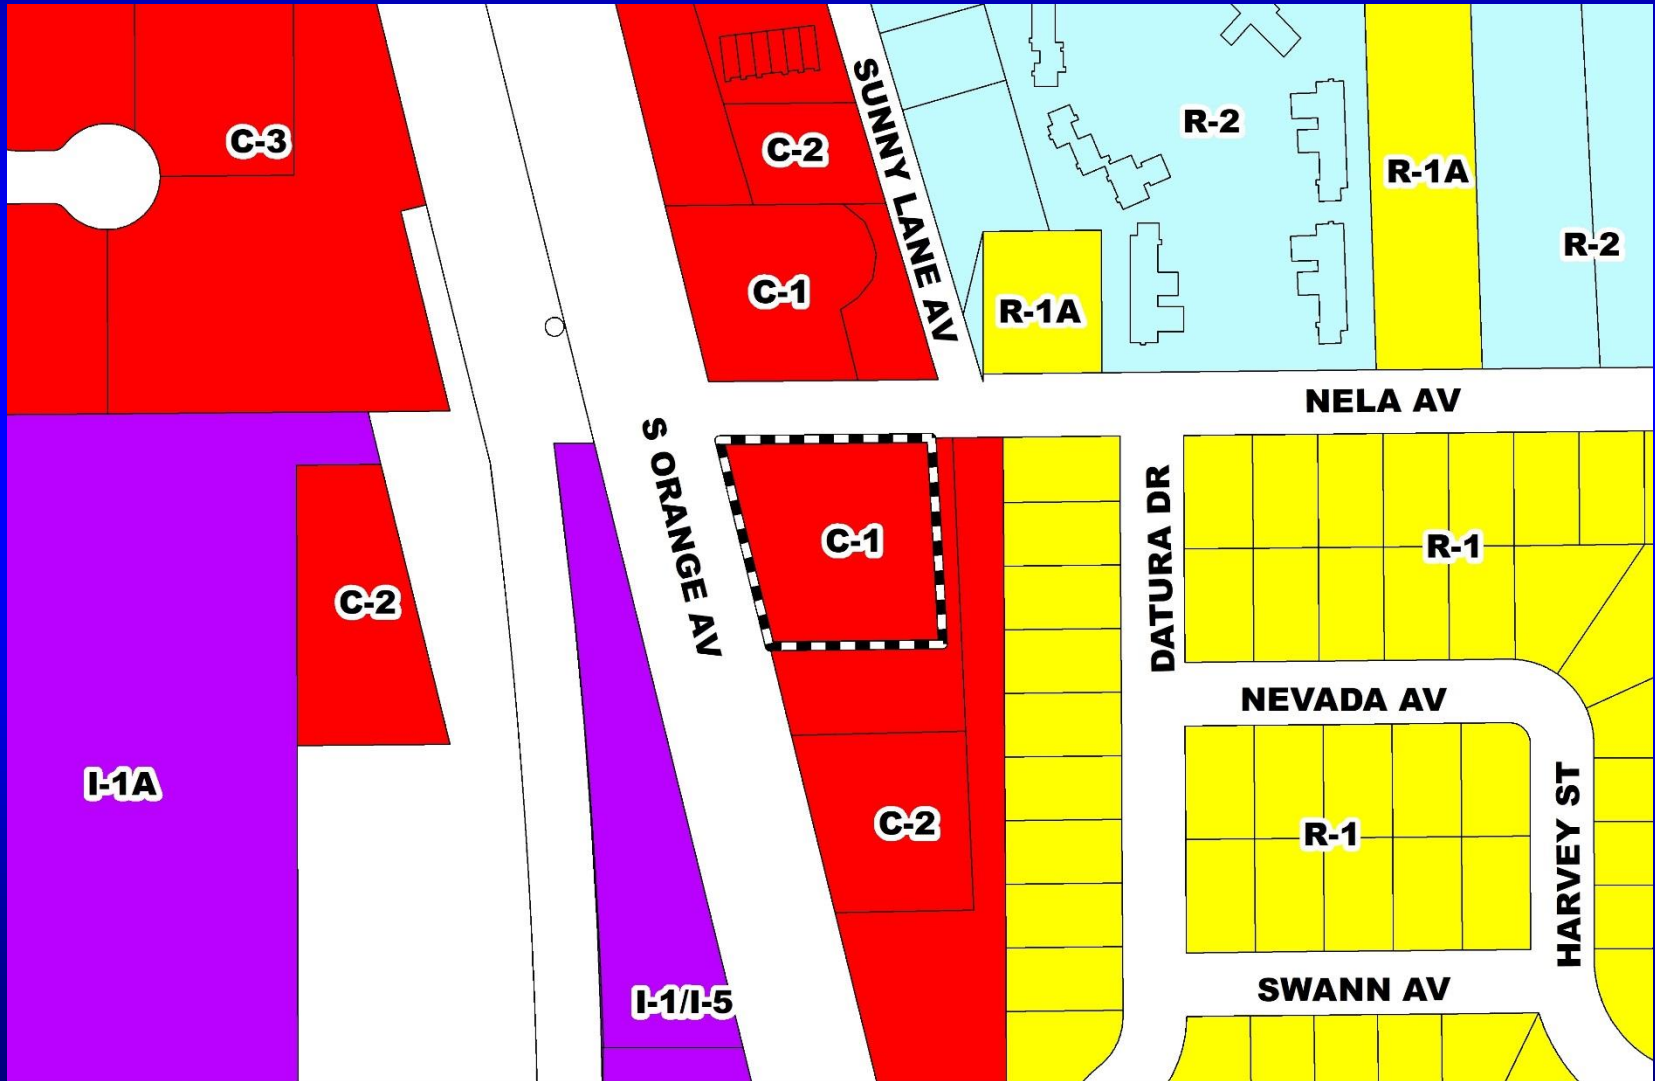 C-3
C-2
SUNNY LANE AV
R-2
R-1A
R-2
C-1
R-1A
NELA AV
S ORANGE AV
C-1
DATURA DR
R-1
C-2
NEVADA AV
I-1A
C-2
R-1
HARVEY ST
I-1/I-5
SWANN AV